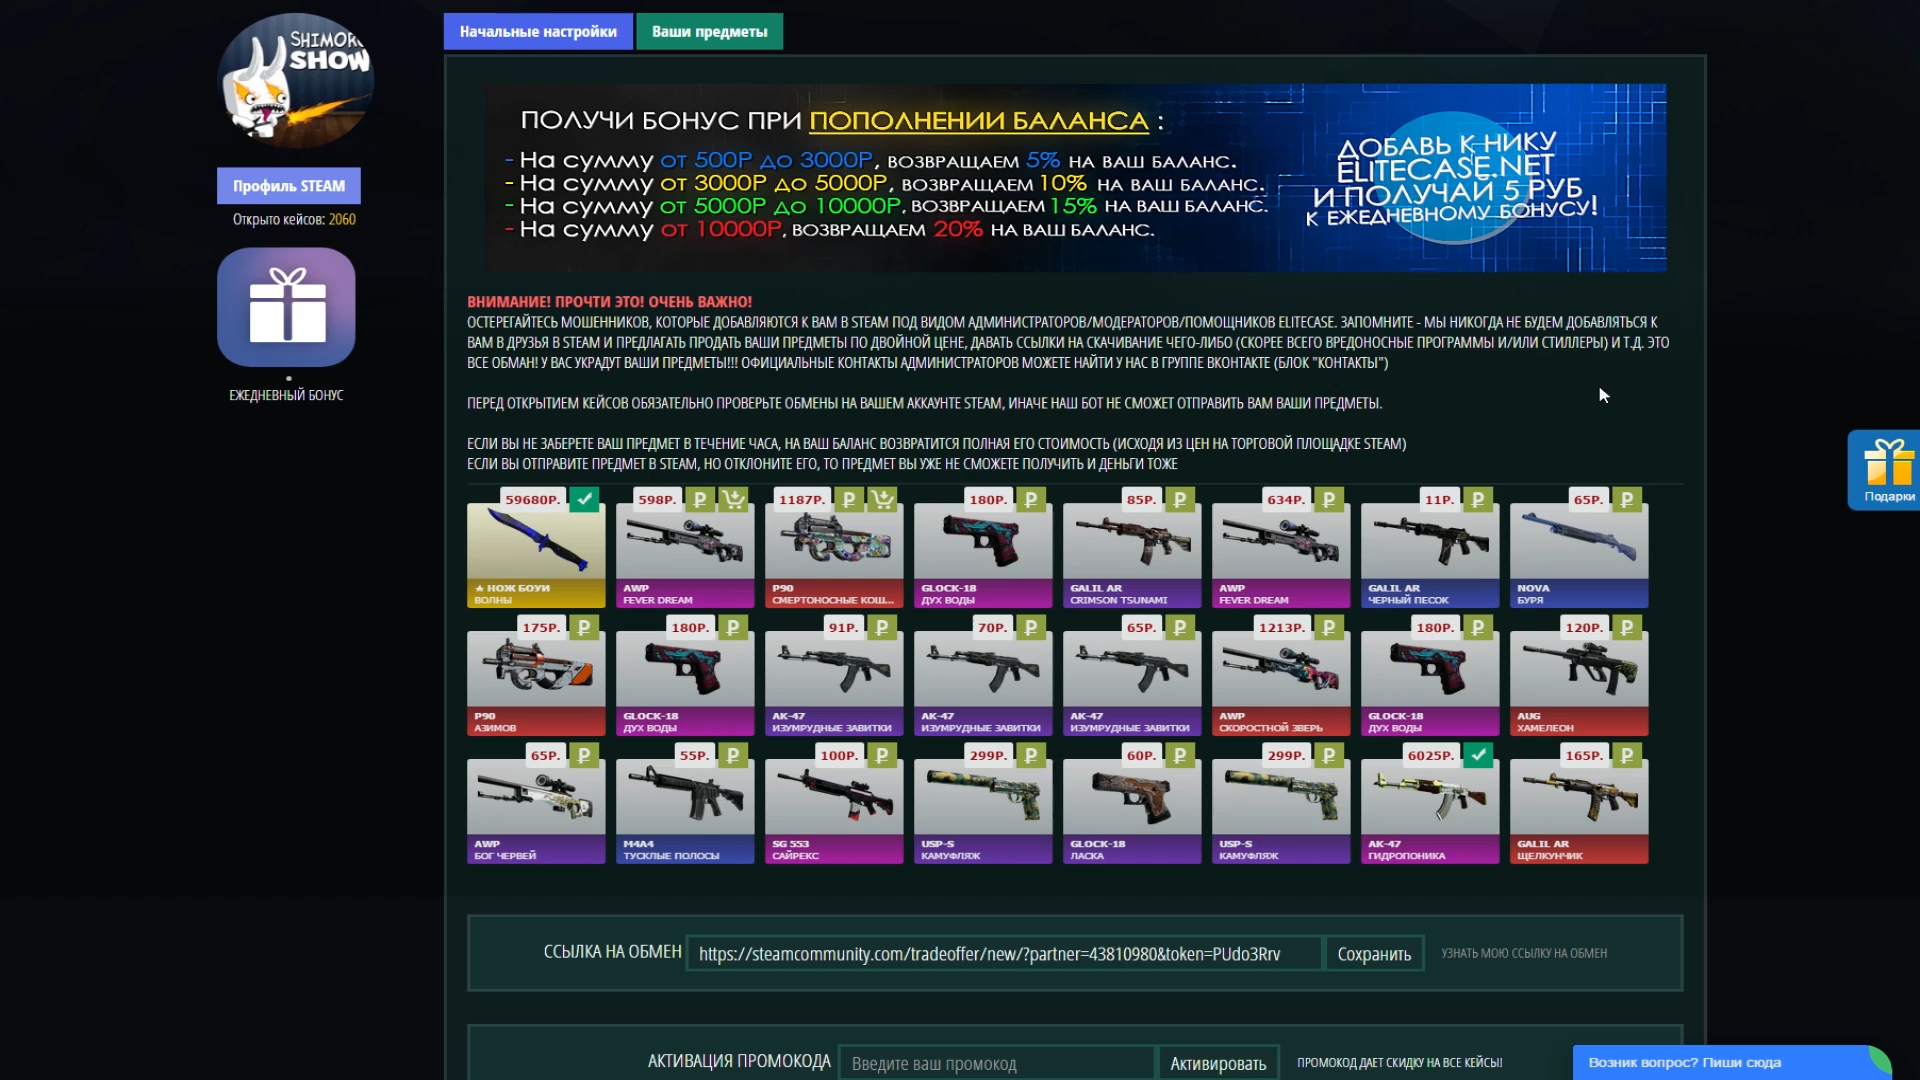 SHIMORO
SHOW
Профиль STEAM
Открыто кейсов: 2060
ЕЖЕДНЕВНЫЙ БОНУС
Начальные настройки
Ваши предметы
ПОЛУЧИ БОНУС ПРИ ПОПОЛНЕНИИ БАЛАНСА :
- На сумму от 500Р до 3000Р, ВОЗВРАЩАЕМ 5% НА ВАШ БАЛАНС.
- На сумму от 3000Р до 5000Р, ВОЗВРАЩАЕМ 10% НА ВАШ БАЛАНС.
- На сумму от 5000Р до 10000Р, ВОЗВРАЩАЕМ 15% НА ВАШ БАЛАНС.
- На сумму от 10000Р, ВОЗВРАЩАЕМ 20% НА ВАШ БАЛАНС.
ДОБАВЬ К НИКУ
ELITECASE.NET
И ПОЛУЧАЙ 5 РУБ
К ЕЖЕДНЕВНОМУ БОНУСУ!
ВНИМАНИЕ! ПРОЧТИ ЭТО! ОЧЕНЬ ВАЖНО!
ОСТЕРЕГАЙТЕСЬ МОШЕННИКОВ, КОТОРЫЕ ДОБАВЛЯЮТСЯ К ВАМ В STEAM ПОД ВИДОМ АДМИНИСТРАТОРОВ/МОДЕРАТОРОВ/ПОМОЩНИКОВ ELITECASE. ЗАПОМНИТЕ - МЫ НИКОГДА НЕ БУДЕМ ДОБАВЛЯТЬСЯ К
ВАМ В ДРУЗЬЯ В STEAM И ПРЕДЛАГАТЬ ПРОДАТЬ ВАШИ ПРЕДМЕТЫ ПО ДВОЙНОЙ ЦЕНЕ, ДАВАТЬ ССЫЛКИ НА СКАЧИВАНИЕ ЧЕГО-ЛИБО (СКОРЕЕ ВСЕГО ВРЕДОНОСНЫЕ ПРОГРАММЫ И/ИЛИ СТИЛЛЕРЫ) И Т.Д. ЭТО
ВСЕ ОБМАН! У ВАС УКРАДУТ ВАШИ ПРЕДМЕТЫ!!! ОФИЦИАЛЬНЫЕ КОНТАКТЫ АДМИНИСТРАТОРОВ МОЖЕТЕ НАЙТИ У НАС В ГРУППЕ ВКОНТАКТЕ (БЛОК "КОНТАКТЫ")
ПЕРЕД ОТКРЫТИЕМ КЕЙСОВ ОБЯЗАТЕЛЬНО ПРОВЕРЬТЕ ОБМЕНЫ НА ВАШЕМ АККАУНТЕ STEAM, ИНАЧЕ НАШ БОТ НЕ СМОЖЕТ ОТПРАВИТЬ ВАМ ВАШИ ПРЕДМЕТЫ.
ЕСЛИ ВЫ НЕ ЗАБЕРЕТЕ ВАШ ПРЕДМЕТ В ТЕЧЕНИЕ ЧАСА, НА ВАШ БАЛАНС ВОЗВРАТИТСЯ ПОЛНАЯ ЕГО СТОИМОСТЬ (ИСХОДЯ ИЗ ЦЕН НА ТОРГОВОЙ ПЛОЩАДКЕ STEAM)
ЕСЛИ ВЫ ОТПРАВИТЕ ПРЕДМЕТ В STEAM, НО ОТКЛОНИТЕ ЕГО, ТО ПРЕДМЕТ ВЫ УЖЕ НЕ СМОЖЕТЕ ПОЛУЧИТЬ И ДЕНЬГИ ТОЖЕ
59680Р. 598Р. 1187Р. 180Р. 85Р. 634Р. 11Р. 65Р.
★ НОЖ БОУИ AWP P90 GLOCK-18 GALIL AR AWP GALIL AR NOVA
ВОЛНЫ FEVER DREAM СМЕРТОНОСНЫЕ КОШ... ДУХ ВОДЫ CRIMSON TSUNAMI FEVER DREAM ЧЕРНЫЙ ПЕСОК БУРЯ
175Р. 180Р. 91Р. 70Р. 65Р. 1213Р. 180Р. 120Р.
P90 GLOCK-18 AK-47 AK-47 AK-47 AWP GLOCK-18 AUG
АЗИМОВ ДУХ ВОДЫ ИЗУМРУДНЫЕ ЗАВИТКИ ИЗУМРУДНЫЕ ЗАВИТКИ ИЗУМРУДНЫЕ ЗАВИТКИ СКОРОСТНОЙ ЗВЕРЬ ДУХ ВОДЫ ХАМЕЛЕОН
65Р. 55Р. 100Р. 299Р. 60Р. 299Р. 6025Р. 165Р.
AWP M4A4 SG 553 USP-S GLOCK-18 USP-S AK-47 GALIL AR
БОГ ЧЕРВЕЙ ТУСКЛЫЕ ПОЛОСЫ САЙРЕКС КАМУФЛЯЖ ЛАСКА КАМУФЛЯЖ ГИДРОПОНИКА ЩЕЛКУНЧИК
Подарки
ССЫЛКА НА ОБМЕН https://steamcommunity.com/tradeoffer/new/?partner=43810980&token=PUdo3Rrv Сохранить УЗНАТЬ МОЮ ССЫЛКУ НА ОБМЕН
АКТИВАЦИЯ ПРОМОКОДА Введите ваш промокод Активировать ПРОМОКОД ДАЕТ СКИДКУ НА ВСЕ КЕЙСЫ!
Возник вопрос? Пиши сюда